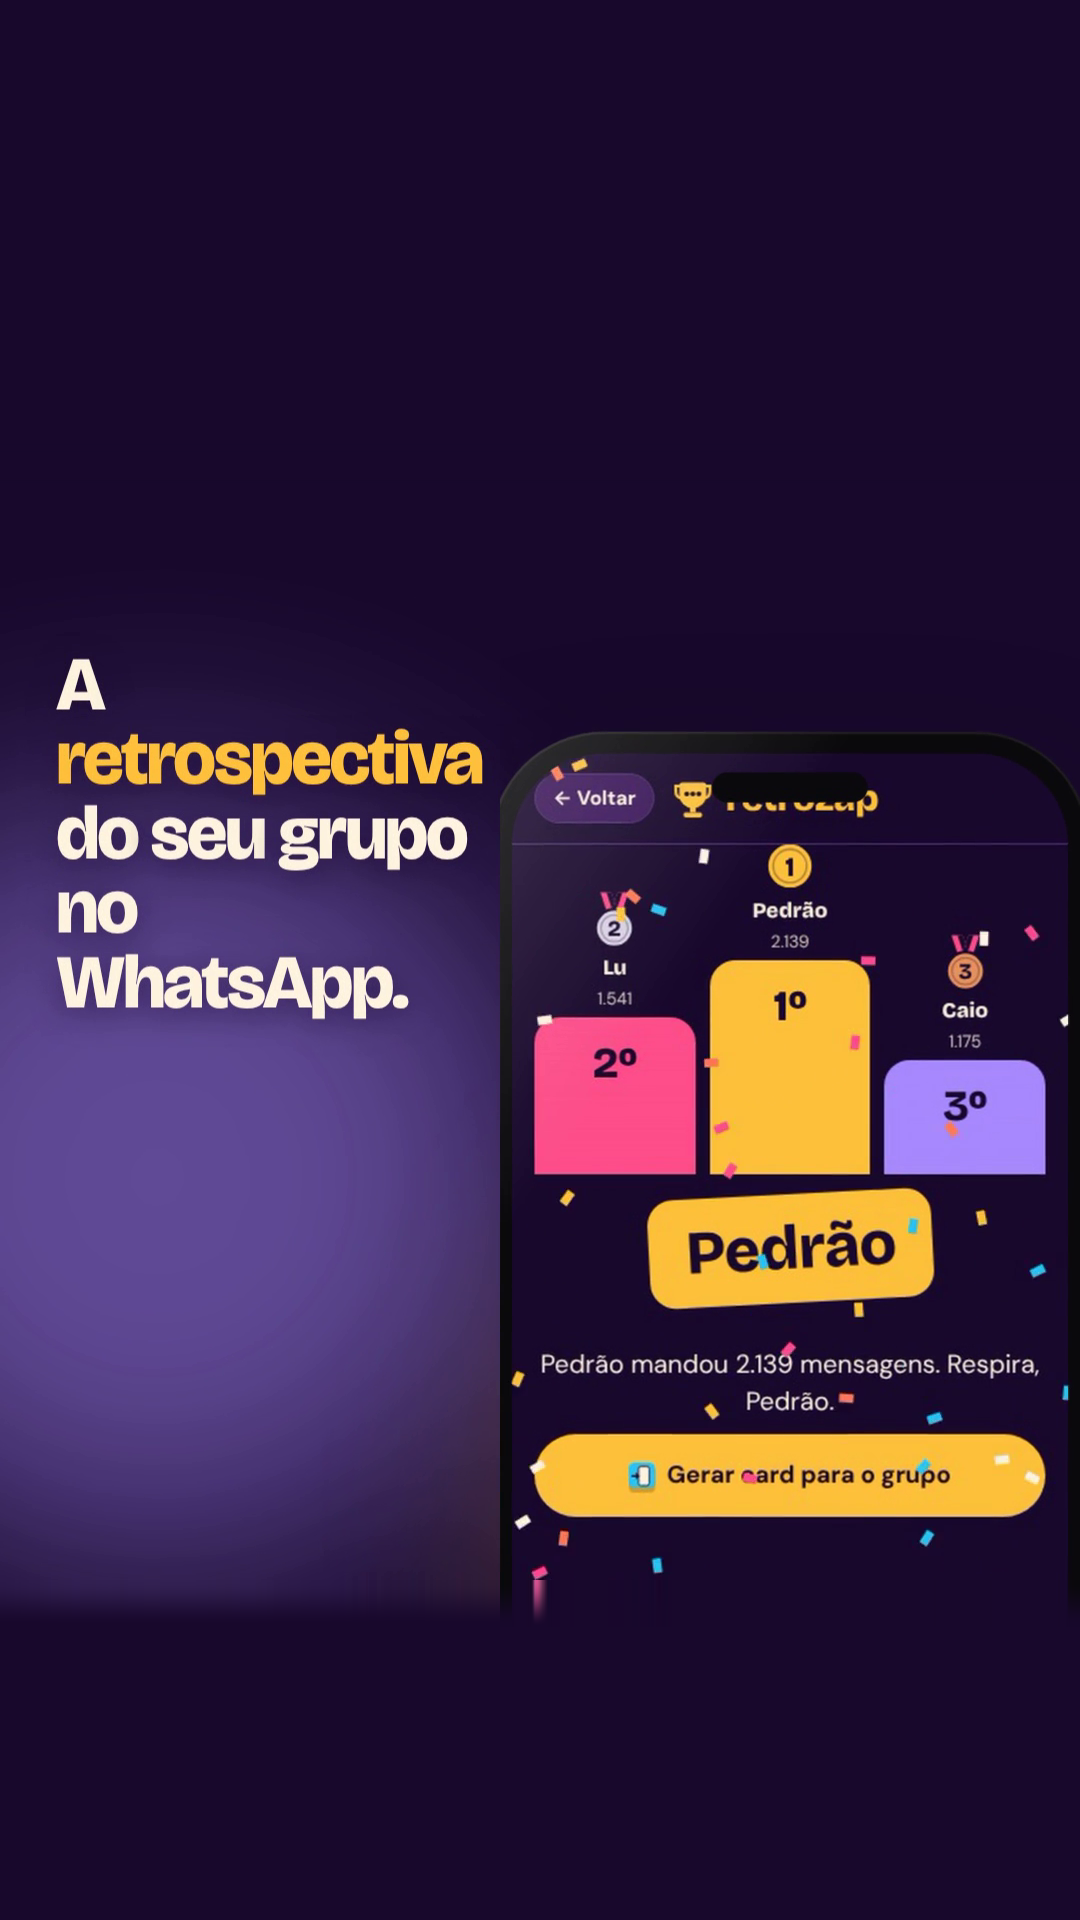 A
retrospectiva
do seu grupo
no
WhatsApp.
← Voltar
retrozap
1
Pedrão
2.139
2
Lu
1.541
3
Caio
1.175
1º
2º
3º
Pedrão
Pedrão mandou 2.139 mensagens. Respira,
Pedrão.
Gerar card para o grupo